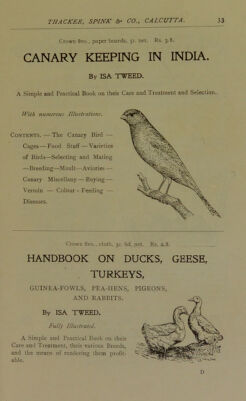 THACKER, SPINK & CO., CALCUTTA. 33
Crown 8vo., paper boards, 5s. net. Rs. 3.8.
CANARY KEEPING IN INDIA.
By ISA TWEED.
A Simple and Practical Book on their Care and Treatment and Selection.
With numerous Illustrations.
CONTENTS. — The Canary Bird —
Cages—Food Stuff—Varieties
of Birds—Selecting and Mating
—Breeding—Moult—Aviaries—
Canary Miscellany—Buying—
Vermin — Colour-Feeding —
Diseases.
Crown 8vo., cloth, 3s. 6d. net. Rs. 2.8.
HANDBOOK ON DUCKS, GEESE,
TURKEYS,
GUINEA-FOWLS, PEA-HENS, PIGEONS,
AND RABBITS.
By ISA TWEED.
Fully Illustrated.
A Simple and Practical Book on their
Care and Treatment, their various Breeds,
and the means of rendering them profit-
able.
D